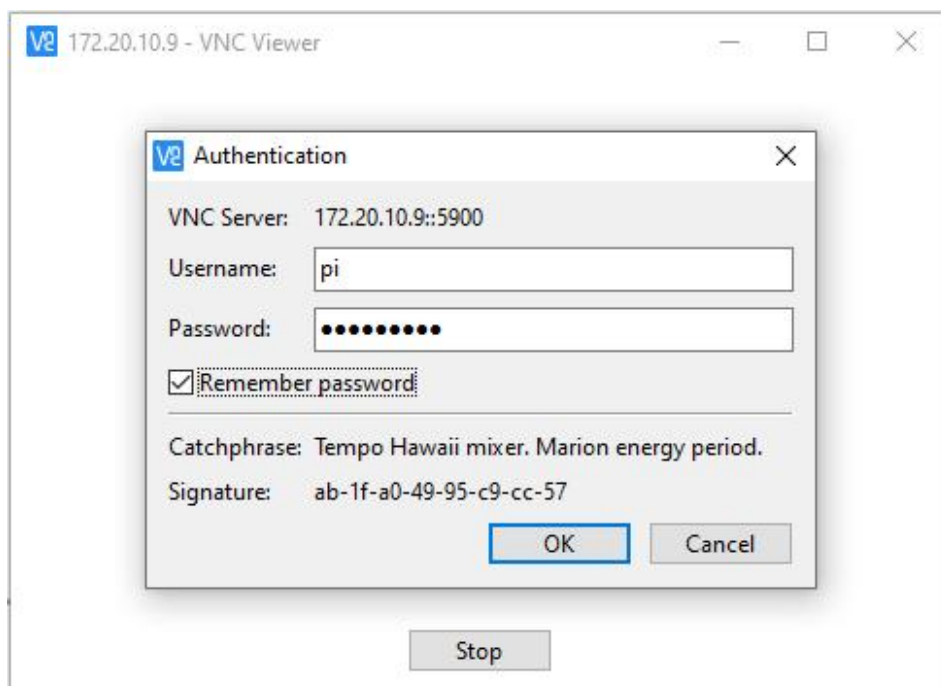 172.20.10.9 - VNC Viewer
Authentication
VNC Server: 172.20.10.9::5900
Username: pi
Password: •••••••••
Remember password
Catchphrase: Tempo Hawaii mixer. Marion energy period.
Signature: ab-1f-a0-49-95-c9-cc-57
OK Cancel
Stop